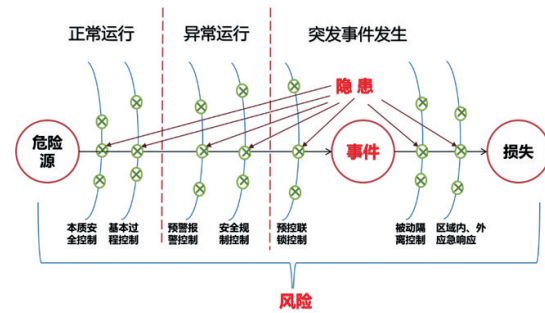 正常运行
异常运行
突发事件发生
隐患
危险
源
事件
损失
本质安
全控制
基本过
程控制
预警报
警控制
安全规
制控制
预控联
锁控制
被动隔
离控制
区域内、外
应急响应
风险